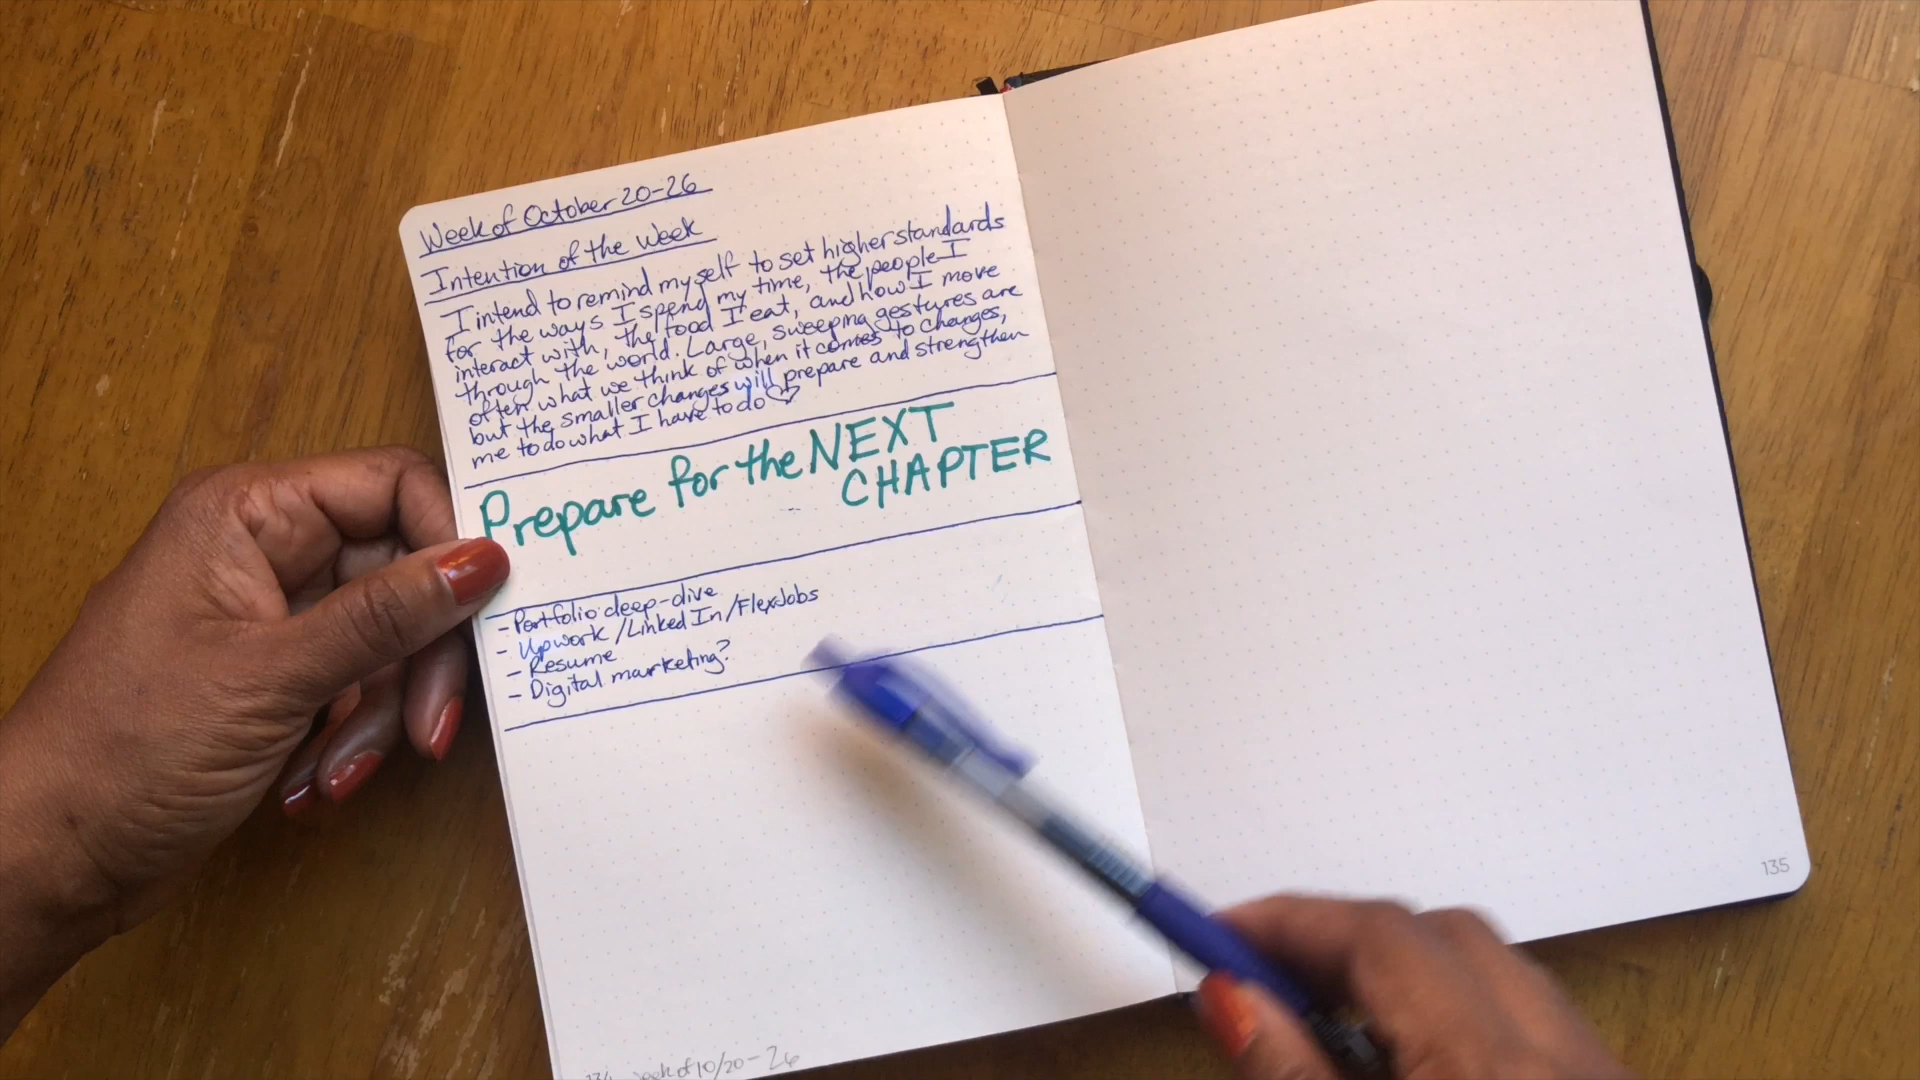 Week of October 20-26
Intention of the Week
I intend to remind myself to set higher standards
for the ways I spend my time, the people I
interact with, the food I eat, and how I move
through the world. Large, sweeping gestures are
often what we think of when it comes to changes,
but the smaller changes will prepare and strengthen
me to do what I have to do ♡
Prepare for the NEXT
CHAPTER
- Portfolio deep-dive
- Upwork/LinkedIn/FlexJobs
- Resume
- Digital marketing?
134 week of 10/20-26
135